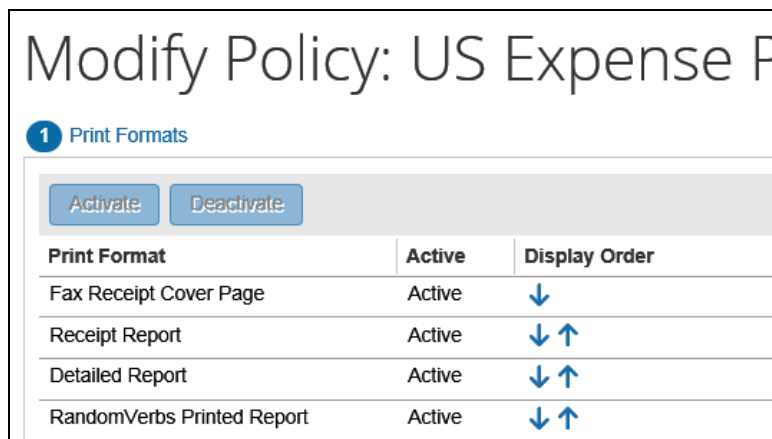 Modify Policy: US Expense P
1 Print Formats
Activate Deactivate
Print Format Active Display Order
Fax Receipt Cover Page Active
Receipt Report Active
Detailed Report Active
RandomVerbs Printed Report Active